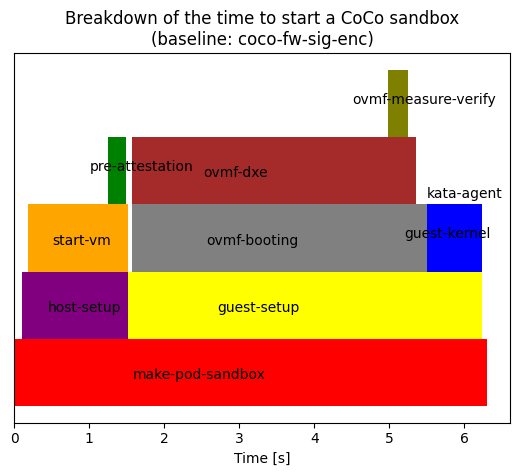 Breakdown of the time to start a CoCo sandbox
(baseline: coco-fw-sig-enc)
ovmf-measure-verify
pre-attestation
ovmf-dxe
kata-agent
guest-kernel
start-vm
ovmf-booting
host-setup
guest-setup
make-pod-sandbox
0 1 2 3 4 5 6
Time [s]